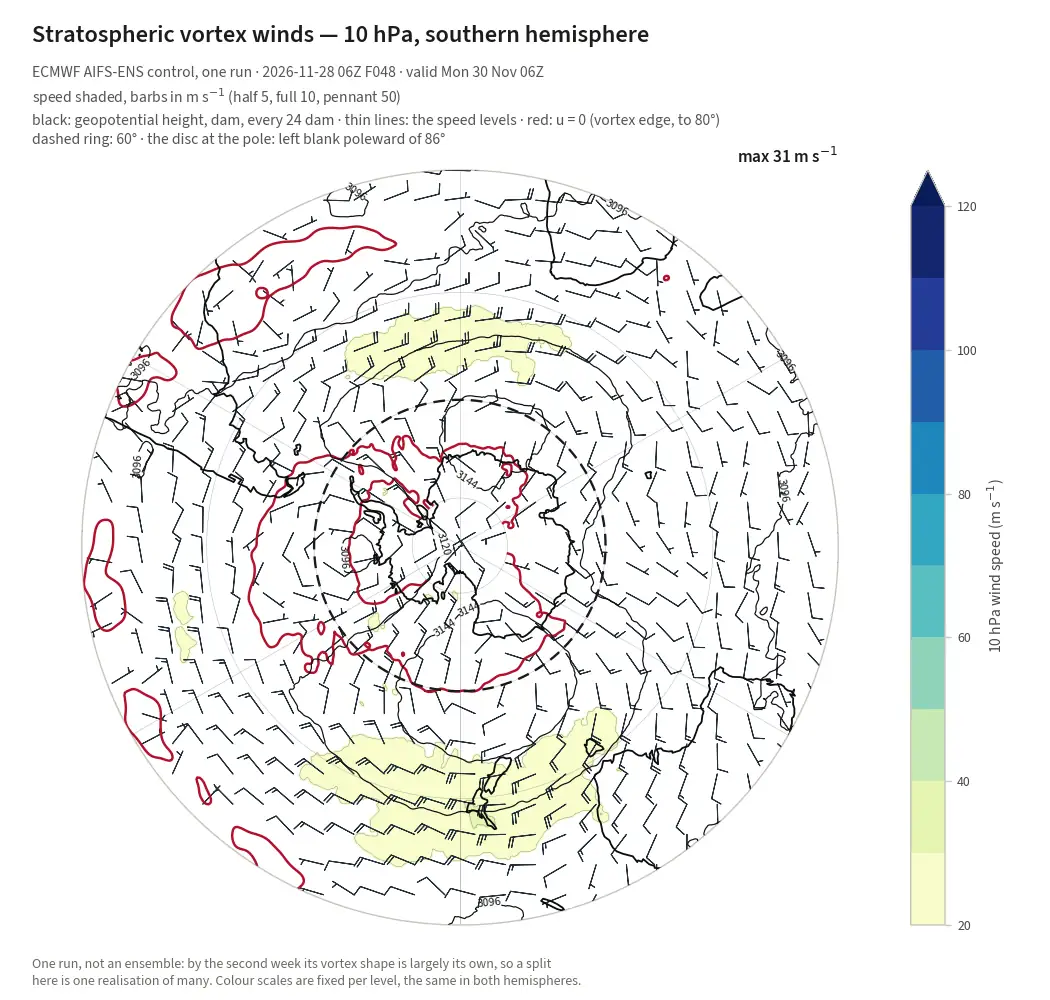 Stratospheric vortex winds — 10 hPa, southern hemisphere
ECMWF AIFS-ENS control, one run · 2026-11-28 06Z F048 · valid Mon 30 Nov 06Z
speed shaded, barbs in m s⁻¹ (half 5, full 10, pennant 50)
black: geopotential height, dam, every 24 dam · thin lines: the speed levels · red: u = 0 (vortex edge, to 80°)
dashed ring: 60° · the disc at the pole: left blank poleward of 86°
max 31 m s⁻¹
3096
3096
3096
3096
3096
3144
3096
3120
3096
3144
3144
3096
120
100
80
60
40
20
10 hPa wind speed (m s⁻¹)
One run, not an ensemble: by the second week its vortex shape is largely its own, so a split
here is one realisation of many. Colour scales are fixed per level, the same in both hemispheres.